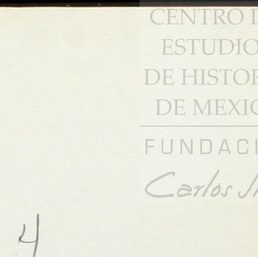 CENTRO D
ESTUDIO
DE HISTOR
DE MEXIC
FUNDACI
Carlos
4